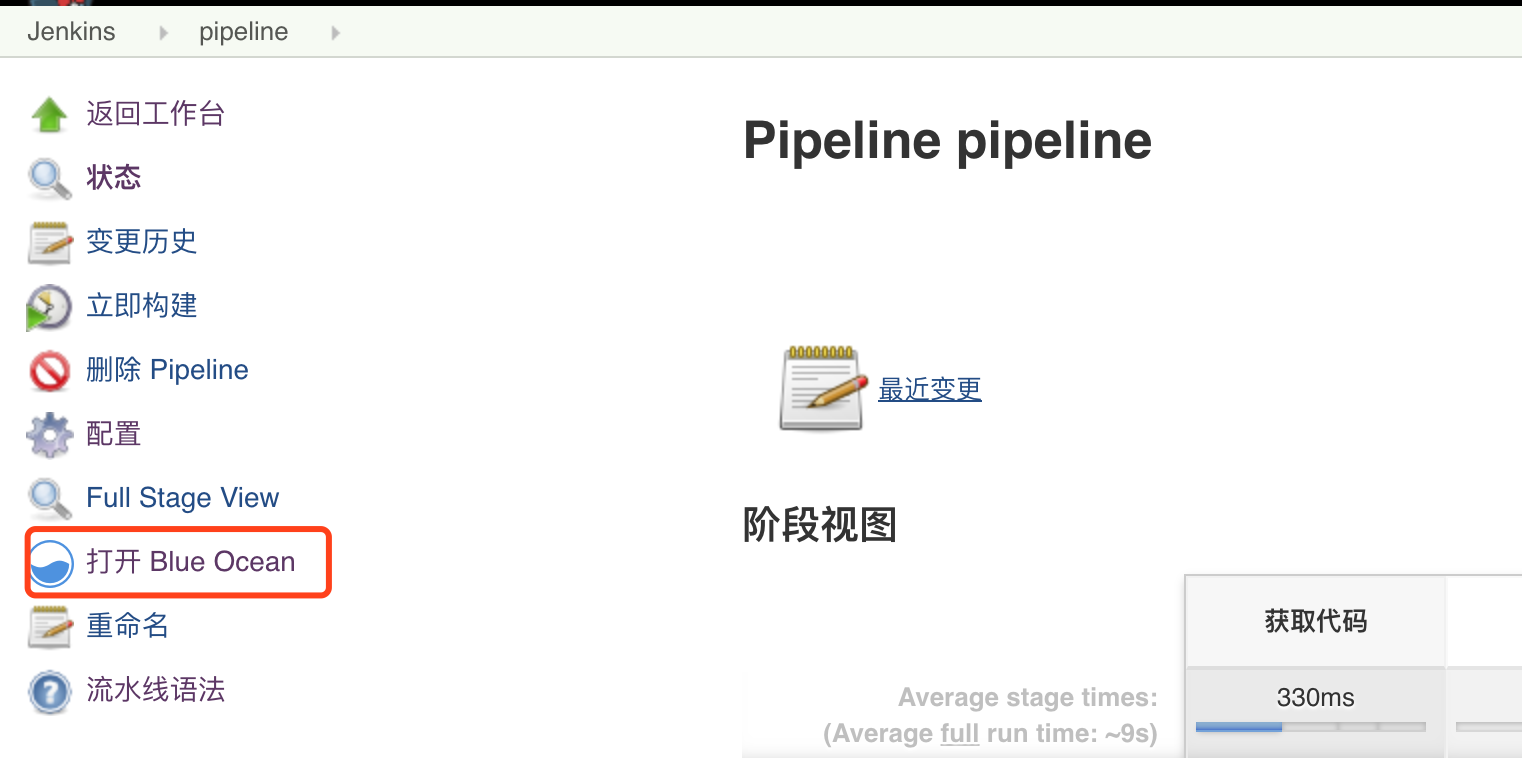 Jenkins
pipeline
返回工作台
状态
变更历史
立即构建
删除 Pipeline
配置
Full Stage View
打开 Blue Ocean
重命名
流水线语法
Pipeline pipeline
最近变更
阶段视图
获取代码
Average stage times:
(Average full run time: ~9s)
330ms